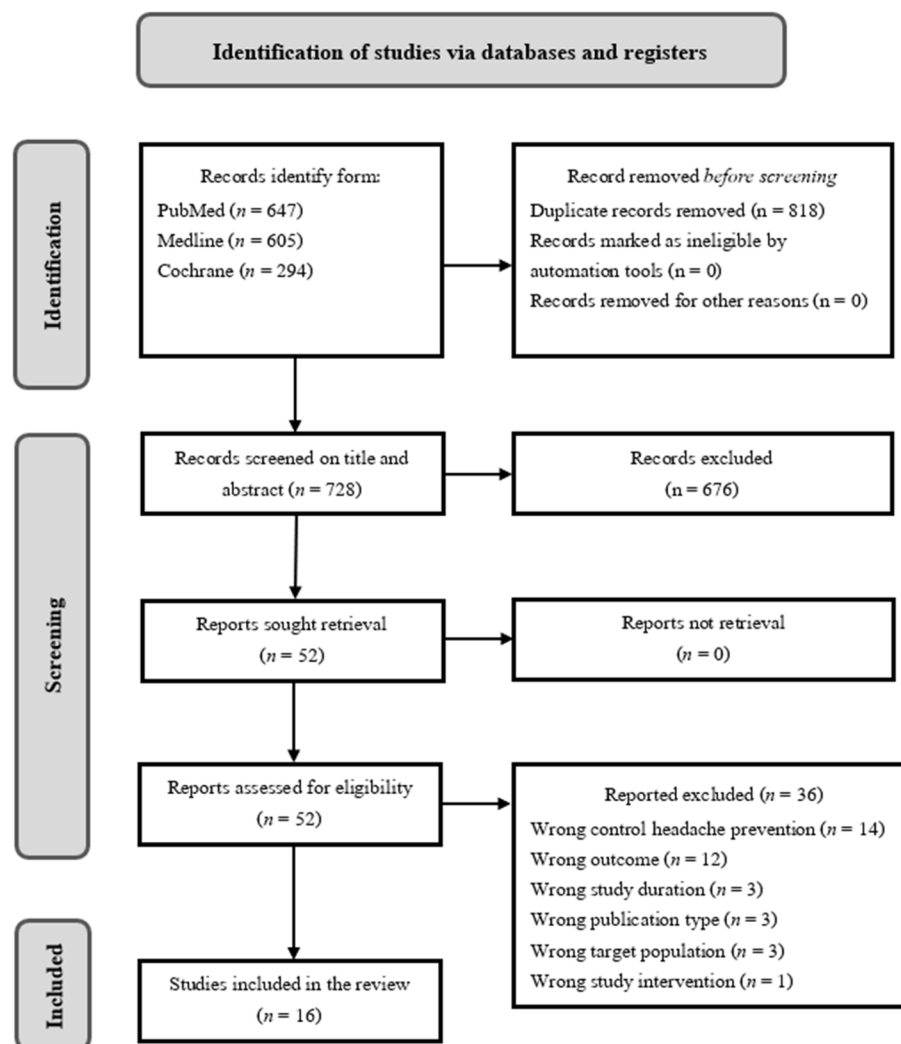 Identification of studies via databases and registers
Identification
Records identify form:
PubMed (n = 647)
Medline (n = 605)
Cochrane (n = 294)
Record removed before screening
Duplicate records removed (n = 818)
Records marked as ineligible by
automation tools (n = 0)
Records removed for other reasons (n = 0)
Screening
Records screened on title and
abstract (n = 728)
Records excluded
(n = 676)
Reports sought retrieval
(n = 52)
Reports not retrieval
(n = 0)
Reports assessed for eligibility
(n = 52)
Reported excluded (n = 36)
Wrong control headache prevention (n = 14)
Wrong outcome (n = 12)
Wrong study duration (n = 3)
Wrong publication type (n = 3)
Wrong target population (n = 3)
Wrong study intervention (n = 1)
Included
Studies included in the review
(n = 16)